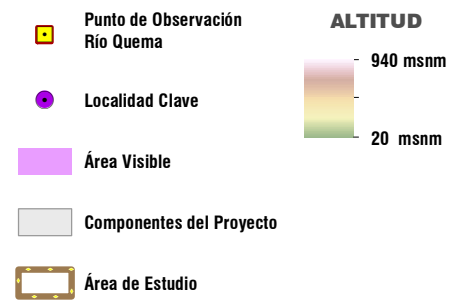 Punto de Observación
Río Quema
Localidad Clave
Área Visible
Componentes del Proyecto
Área de Estudio
ALTITUD
940 msnm
20 msnm